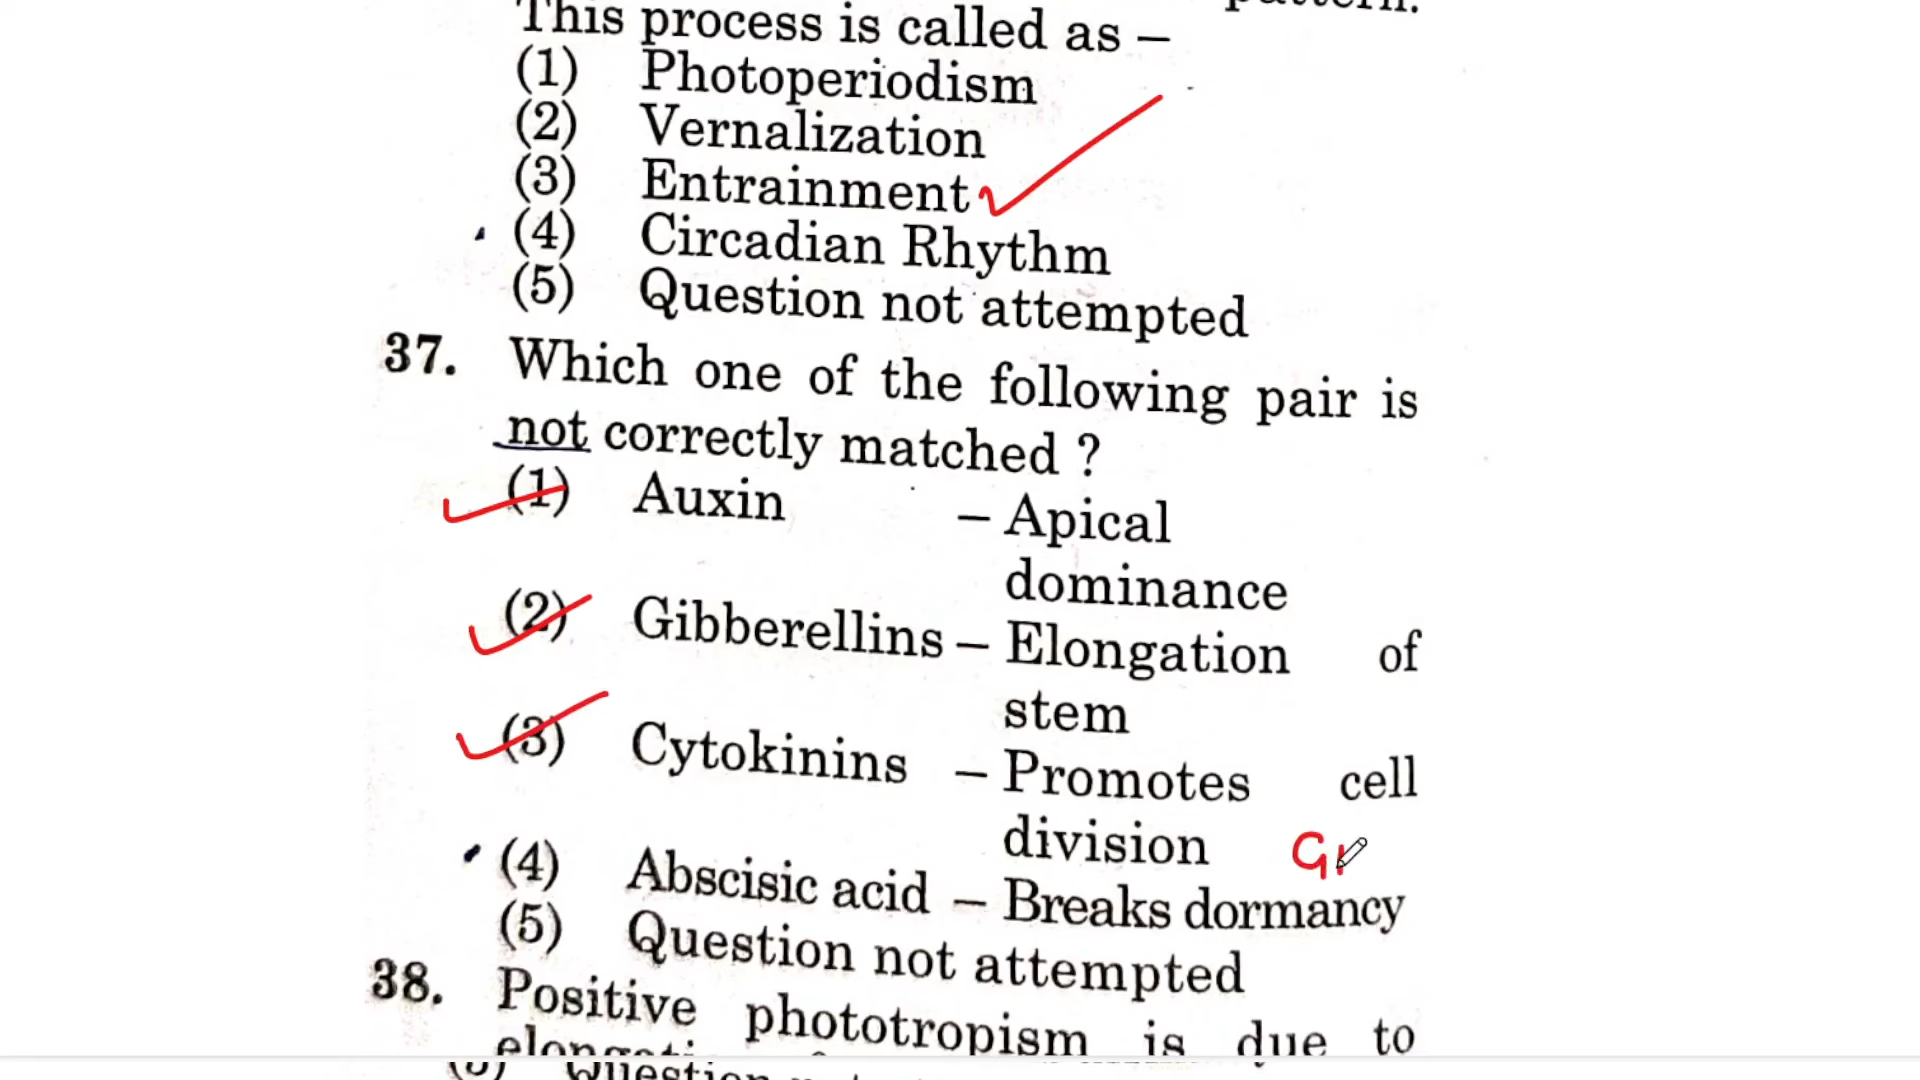 This process is called as –
(1) Photoperiodism
(2) Vernalization
(3) Entrainment
(4) Circadian Rhythm
(5) Question not attempted
37. Which one of the following pair is
not correctly matched ?
(1) Auxin – Apical
dominance
(2) Gibberellins – Elongation of
stem
(3) Cytokinins – Promotes cell
division
(4) Abscisic acid – Breaks dormancy
(5) Question not attempted
38. Positive phototropism is due to